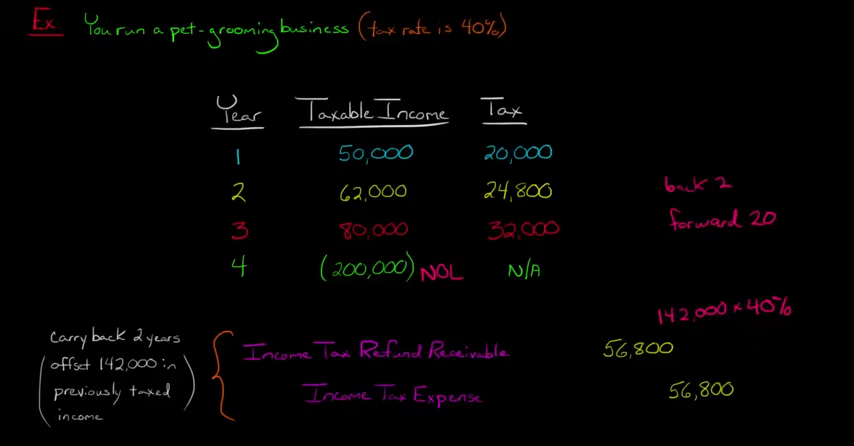 Ex You run a pet-grooming business (tax rate is 40%)
Year Taxable Income Tax
1 50,000 20,000
2 62,000 24,800
3 80,000 32,000
4 (200,000) NOL N/A
back 2
forward 20
142,000 x 40%
Carry back 2 years
(offset 142,000 in
previously taxed
income)
Income Tax Refund Receivable 56,800
Income Tax Expense 56,800